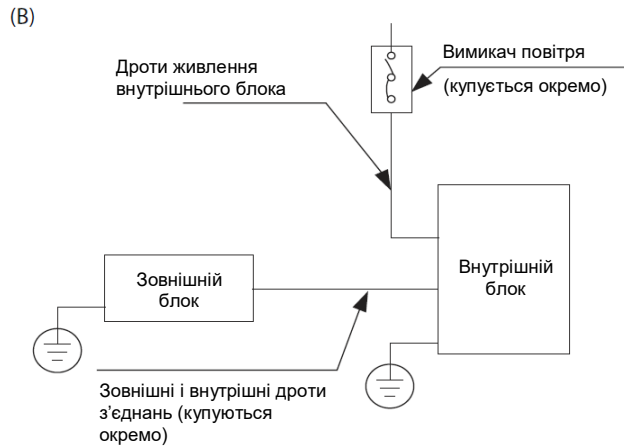 (B)
Дроти живлення
внутрішнього блока
Вимикач повітря
(купується окремо)
Зовнішній
блок
Внутрішній
блок
Зовнішні і внутрішні дроти
з’єднань (купуються
окремо)